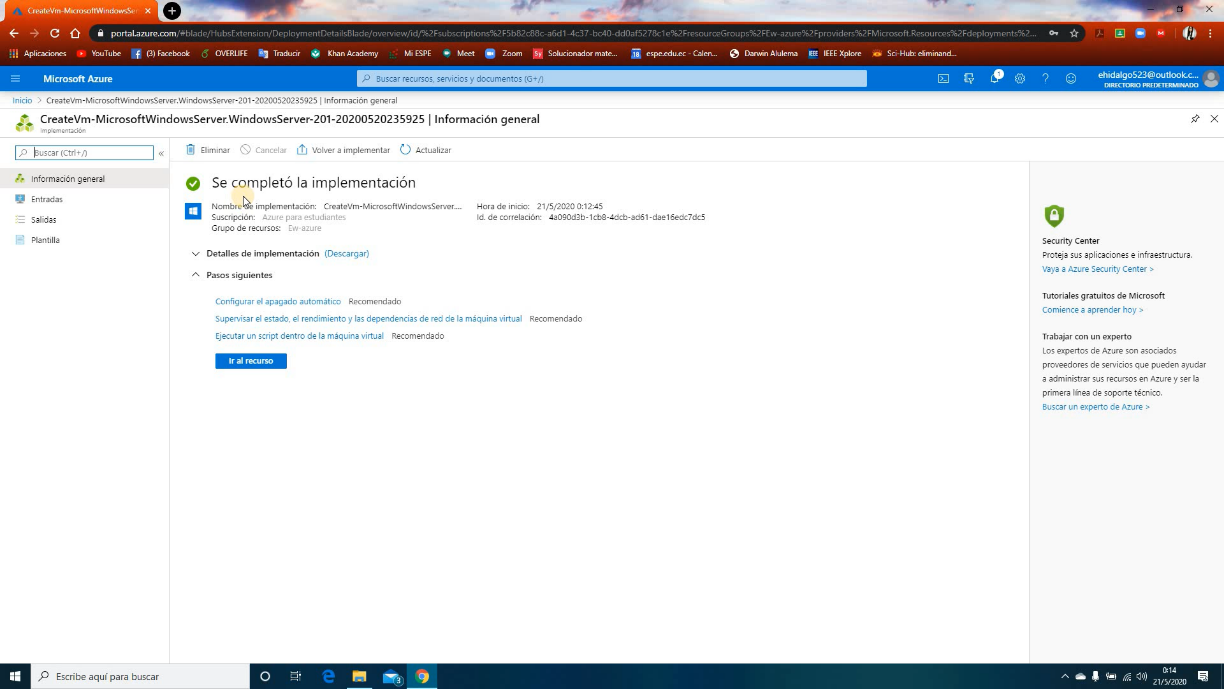 CreateVm-MicrosoftWindowsSer
portal.azure.com/#blade/HubsExtension/DeploymentDetailsBlade/overview/id/%2Fsubscriptions%2F5b82c88c-a6d1-4c37-bc40-dd0af5278c1e%2FresourceGroups%2FEw-azure%2Fproviders%2FMicrosoft.Resources%2Fdeployments%2...
Aplicaciones YouTube (3) Facebook OVERLIFE Traducir Khan Academy Mi ESPE Meet Zoom Solucionador mate... espe.edu.ec - Calen... Darwin Alulema IEEE Xplore Sci-Hub: eliminand...
Microsoft Azure
Buscar recursos, servicios y documentos (G+/)
1
ehidalgo523@outlook.c...
DIRECTORIO PREDETERMINADO
Inicio > CreateVm-MicrosoftWindowsServer.WindowsServer-201-20200520235925 | Información general
CreateVm-MicrosoftWindowsServer.WindowsServer-201-20200520235925 | Información general
Implementación
Buscar (Ctrl+/)
«
Eliminar Cancelar Volver a implementar Actualizar
Información general
Entradas
Salidas
Plantilla
Se completó la implementación
Nombre de implementación: CreateVm-MicrosoftWindowsServer.... Hora de inicio: 21/5/2020 0:12:45
Suscripción: Azure para estudiantes Id. de correlación: 4a090d3b-1cb8-4dcb-ad61-dae16edc7dc5
Grupo de recursos: Ew-azure
Detalles de implementación (Descargar)
Pasos siguientes
Configurar el apagado automático Recomendado
Supervisar el estado, el rendimiento y las dependencias de red de la máquina virtual Recomendado
Ejecutar un script dentro de la máquina virtual Recomendado
Ir al recurso
Security Center
Proteja sus aplicaciones e infraestructura.
Vaya a Azure Security Center >
Tutoriales gratuitos de Microsoft
Comience a aprender hoy >
Trabajar con un experto
Los expertos de Azure son asociados
proveedores de servicios que pueden ayudar
a administrar sus recursos en Azure y ser la
primera línea de soporte técnico.
Buscar un experto de Azure >
Escribe aquí para buscar
3
0:14
21/5/2020